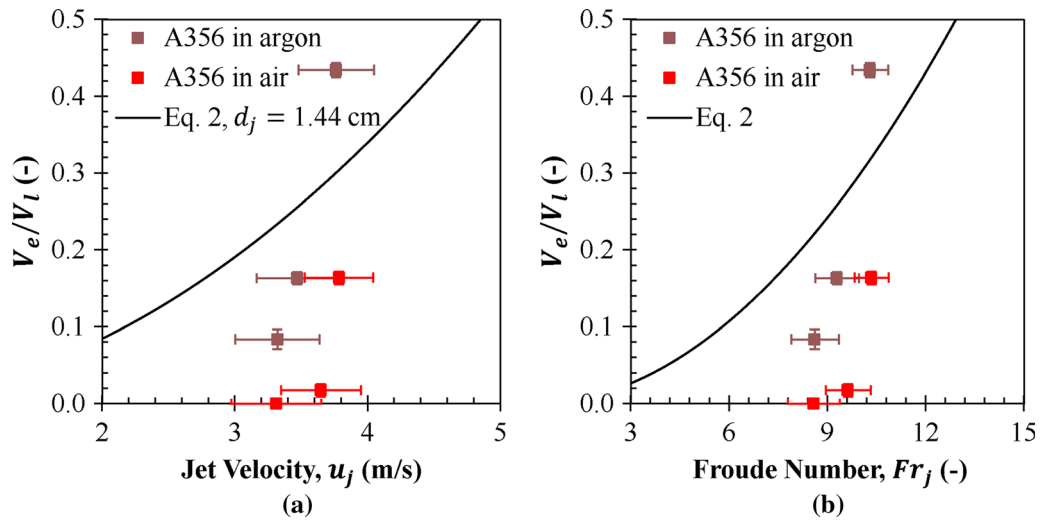 0.5
0.4
0.3
0.2
0.1
0.0
V_e/V_l (-)
A356 in argon
A356 in air
Eq. 2, d_j = 1.44 cm
2
3
4
5
Jet Velocity, u_j (m/s)
(a)
0.5
0.4
0.3
0.2
0.1
0.0
V_e/V_l (-)
A356 in argon
A356 in air
Eq. 2
3
6
9
12
15
Froude Number, Fr_j (-)
(b)